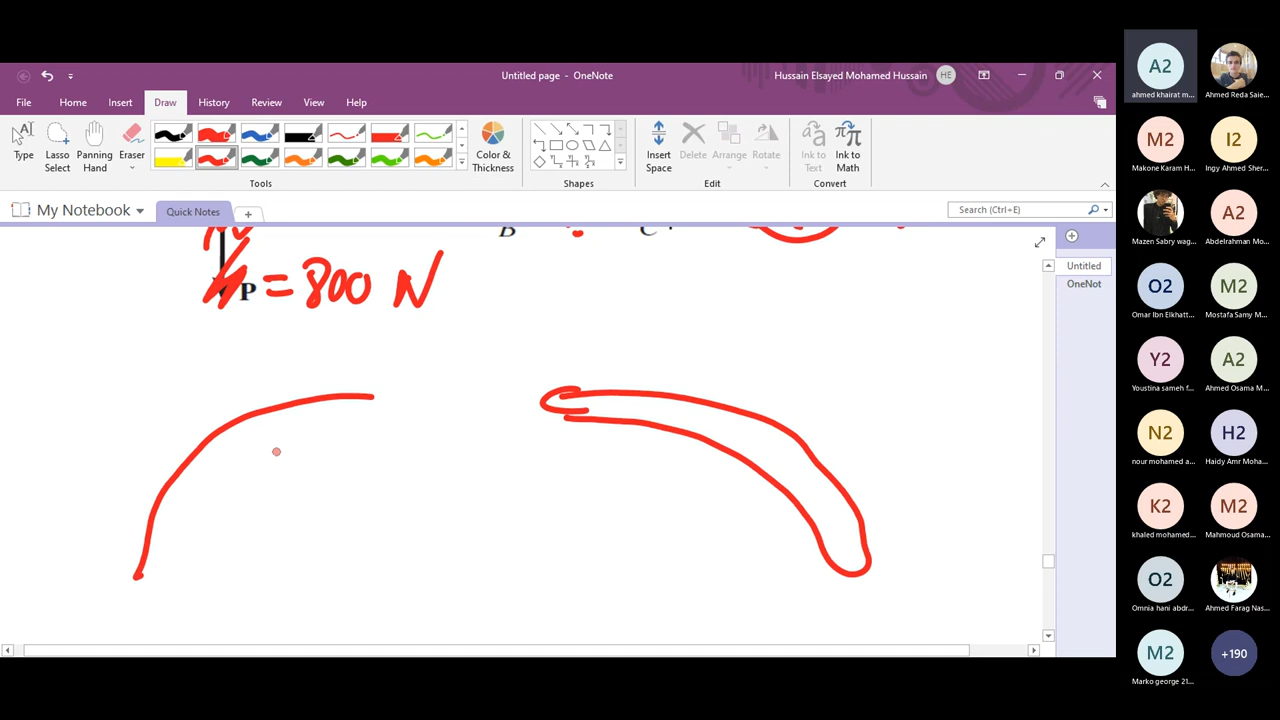 Untitled page - OneNote
Hussain Elsayed Mohamed Hussain HE
File Home Insert Draw History Review View Help
Type
Lasso Select
Panning Hand
Eraser
Color & Thickness
Insert Space
Delete Arrange Rotate
Ink to Text
Ink to Math
Tools Shapes Edit Convert
My Notebook Quick Notes
Search (Ctrl+E)
B C
P = 800 N
Untitled
OneNot
A2
ahmed khairat m...
Ahmed Reda Saie...
M2
Makone Karam H...
I2
Ingy Ahmed Sher...
Mazen Sabry wag...
A2
Abdelrahman Mo...
O2
Omar Ibn Elkhatt...
M2
Mostafa Samy M...
Y2
Youstina sameh f...
A2
Ahmed Osama M...
N2
nour mohamed a...
H2
Haidy Amr Moha...
K2
khaled mohamed...
M2
Mahmoud Osama...
O2
Omnia hani abdr...
Ahmed Farag Nas...
M2
Marko george 21...
+190